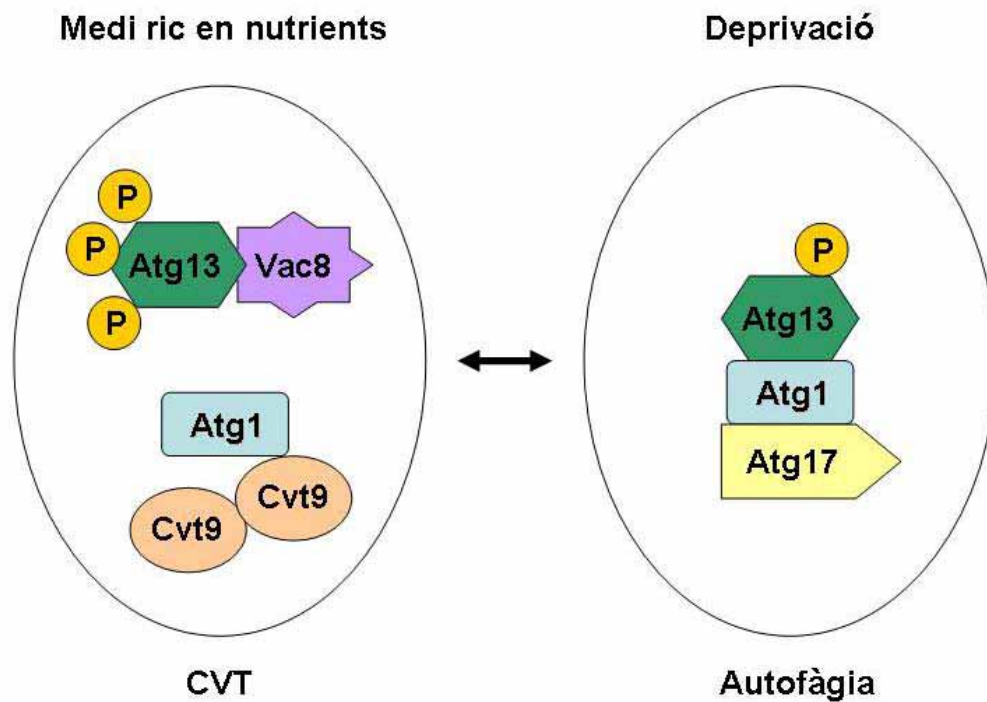 Medi ric en nutrients
Deprivació
P
P
Atg13
Vac8
P
Atg1
Cvt9
Cvt9
P
Atg13
Atg1
Atg17
CVT
Autofàgia